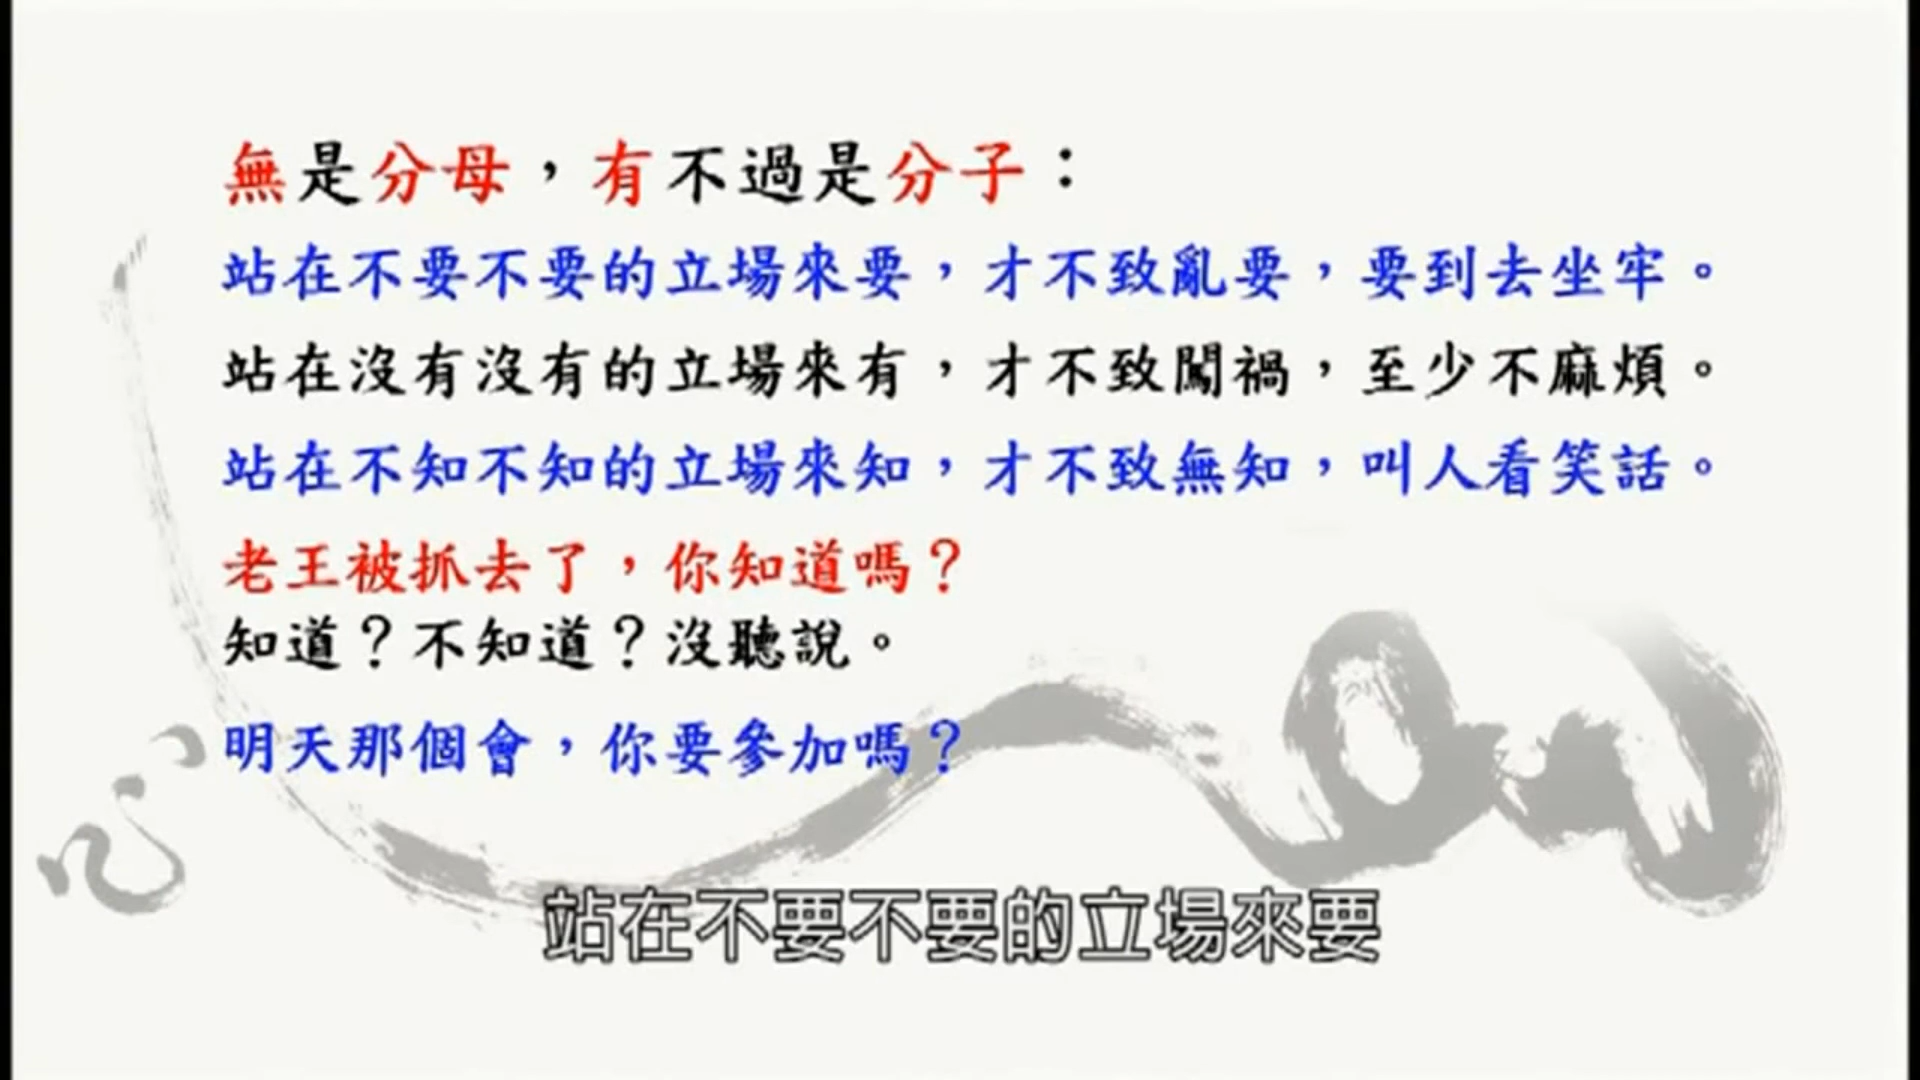 無是分母，有不過是分子：
站在不要不要的立場來要，才不致亂要，要到去坐牢。
站在沒有沒有的立場來有，才不致闖禍，至少不麻煩。
站在不知不知的立場來知，才不致無知，叫人看笑話。
老王被抓去了，你知道嗎？
知道？不知道？沒聽說。
明天那個會，你要參加嗎？
站在不要不要的立場來要